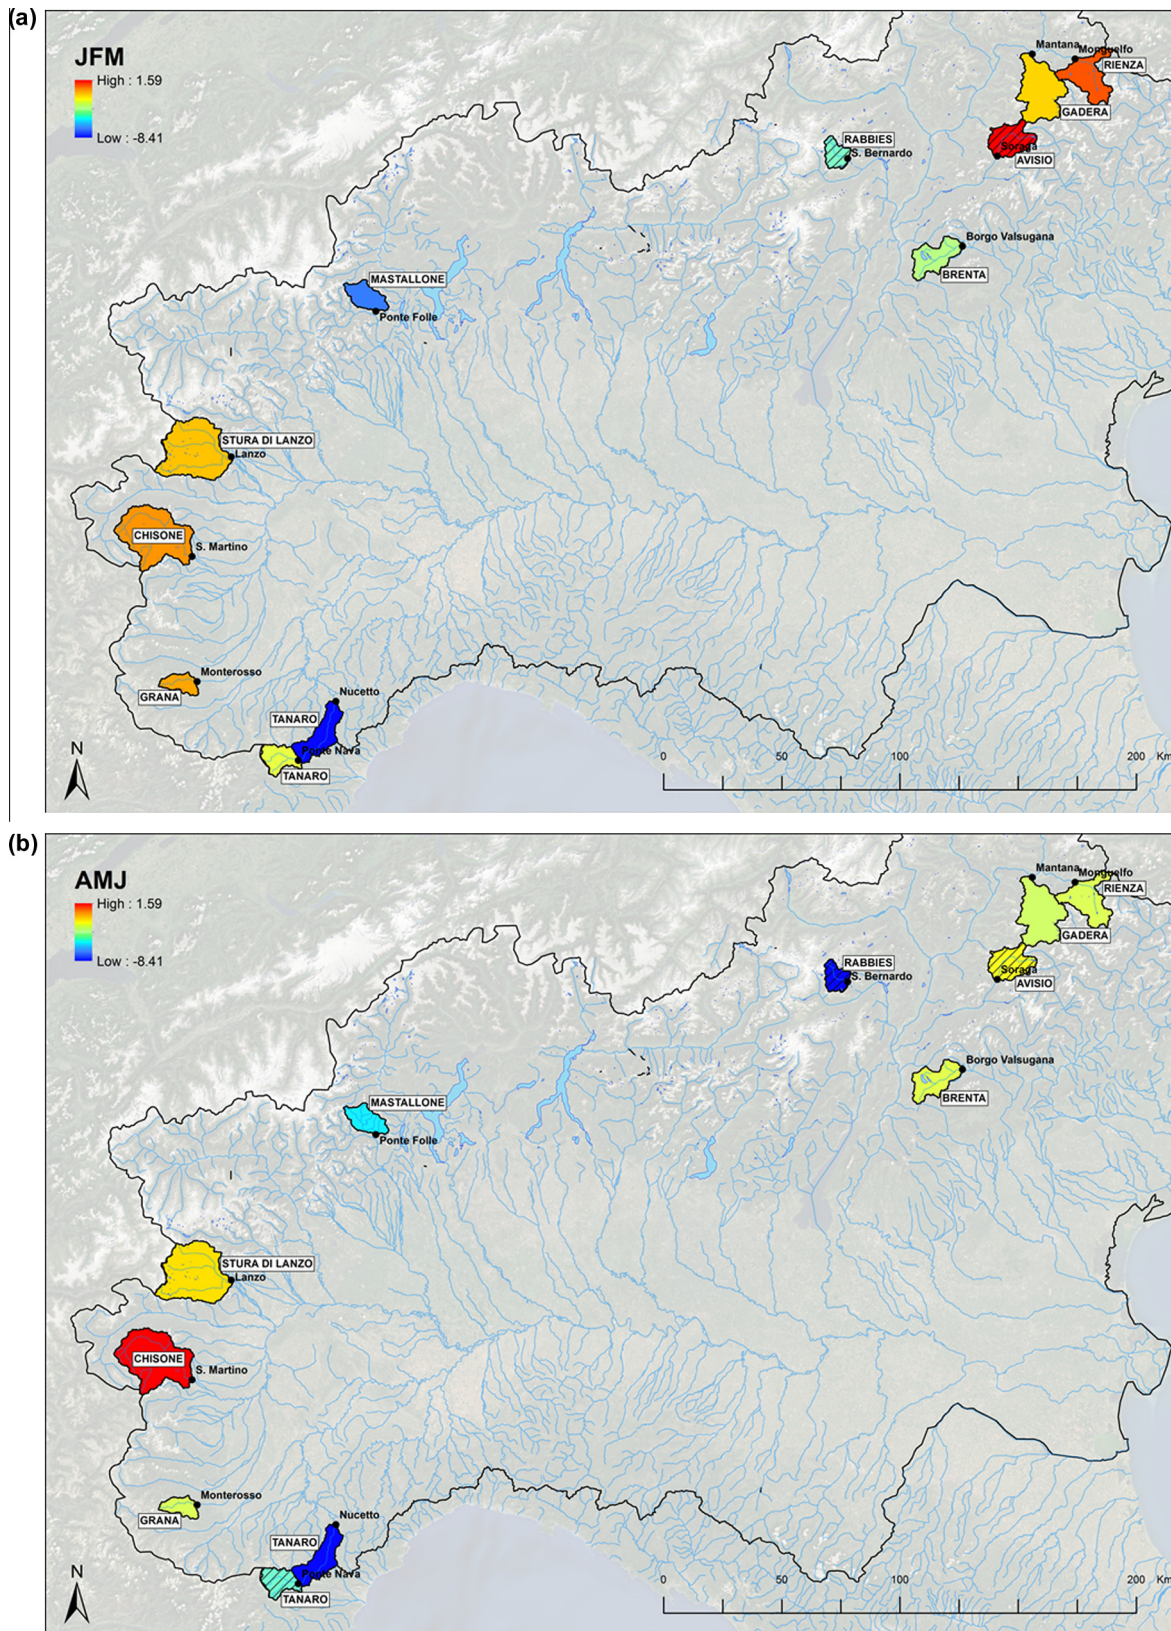 (a)
JFM
High : 1.59
Low : -8.41
Mantana
Monguelfo
RIENZA
GADERA
RABBIES
S. Bernardo
Soraga
AVISIO
Borgo Valsugana
BRENTA
MASTALLONE
Ponte Folle
STURA DI LANZO
Lanzo
CHISONE
S. Martino
Monterosso
GRANA
Nucetto
TANARO
Ponte Nava
TANARO
N
0 50 100 200 Km
(b)
AMJ
High : 1.59
Low : -8.41
Mantana
Monguelfo
RIENZA
GADERA
RABBIES
S. Bernardo
Soraga
AVISIO
Borgo Valsugana
BRENTA
MASTALLONE
Ponte Folle
STURA DI LANZO
Lanzo
CHISONE
S. Martino
Monterosso
GRANA
Nucetto
TANARO
Ponte Nava
TANARO
N
0 50 100 200 Km